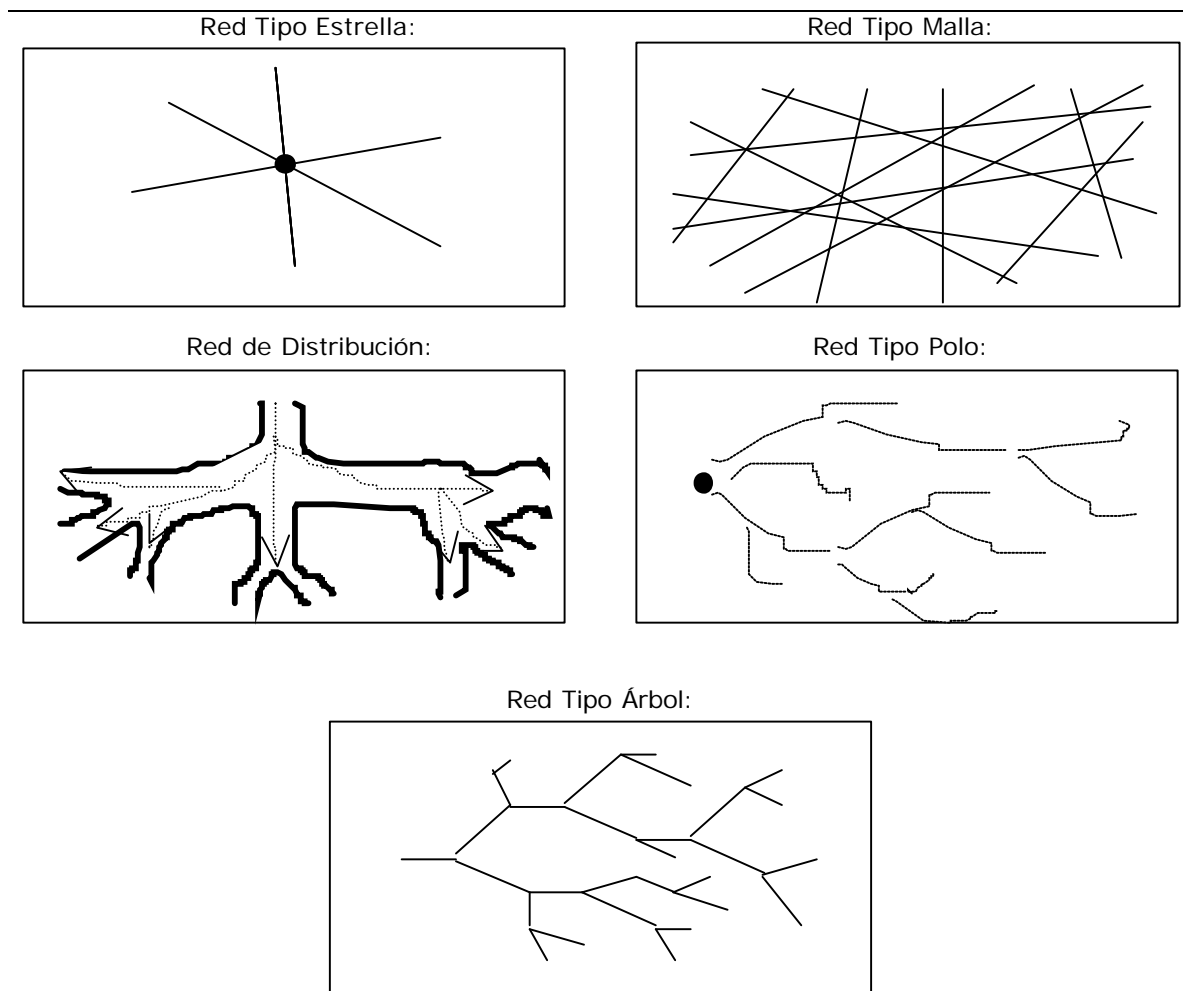 Red Tipo Estrella:
Red Tipo Malla:
Red de Distribución:
Red Tipo Polo:
Red Tipo Árbol: